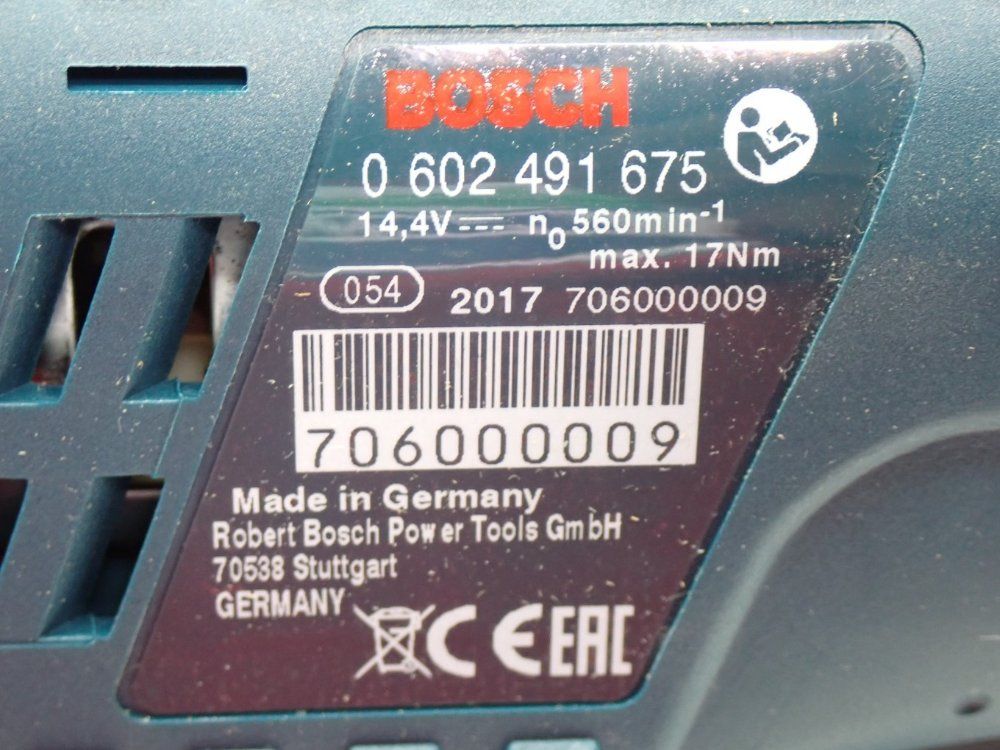 BOSCH
0 602 491 675
14,4V n0 560min-1
max. 17Nm
054 2017 706000009
706000009
Made in Germany
Robert Bosch Power Tools GmbH
70538 Stuttgart
GERMANY
CE EAC